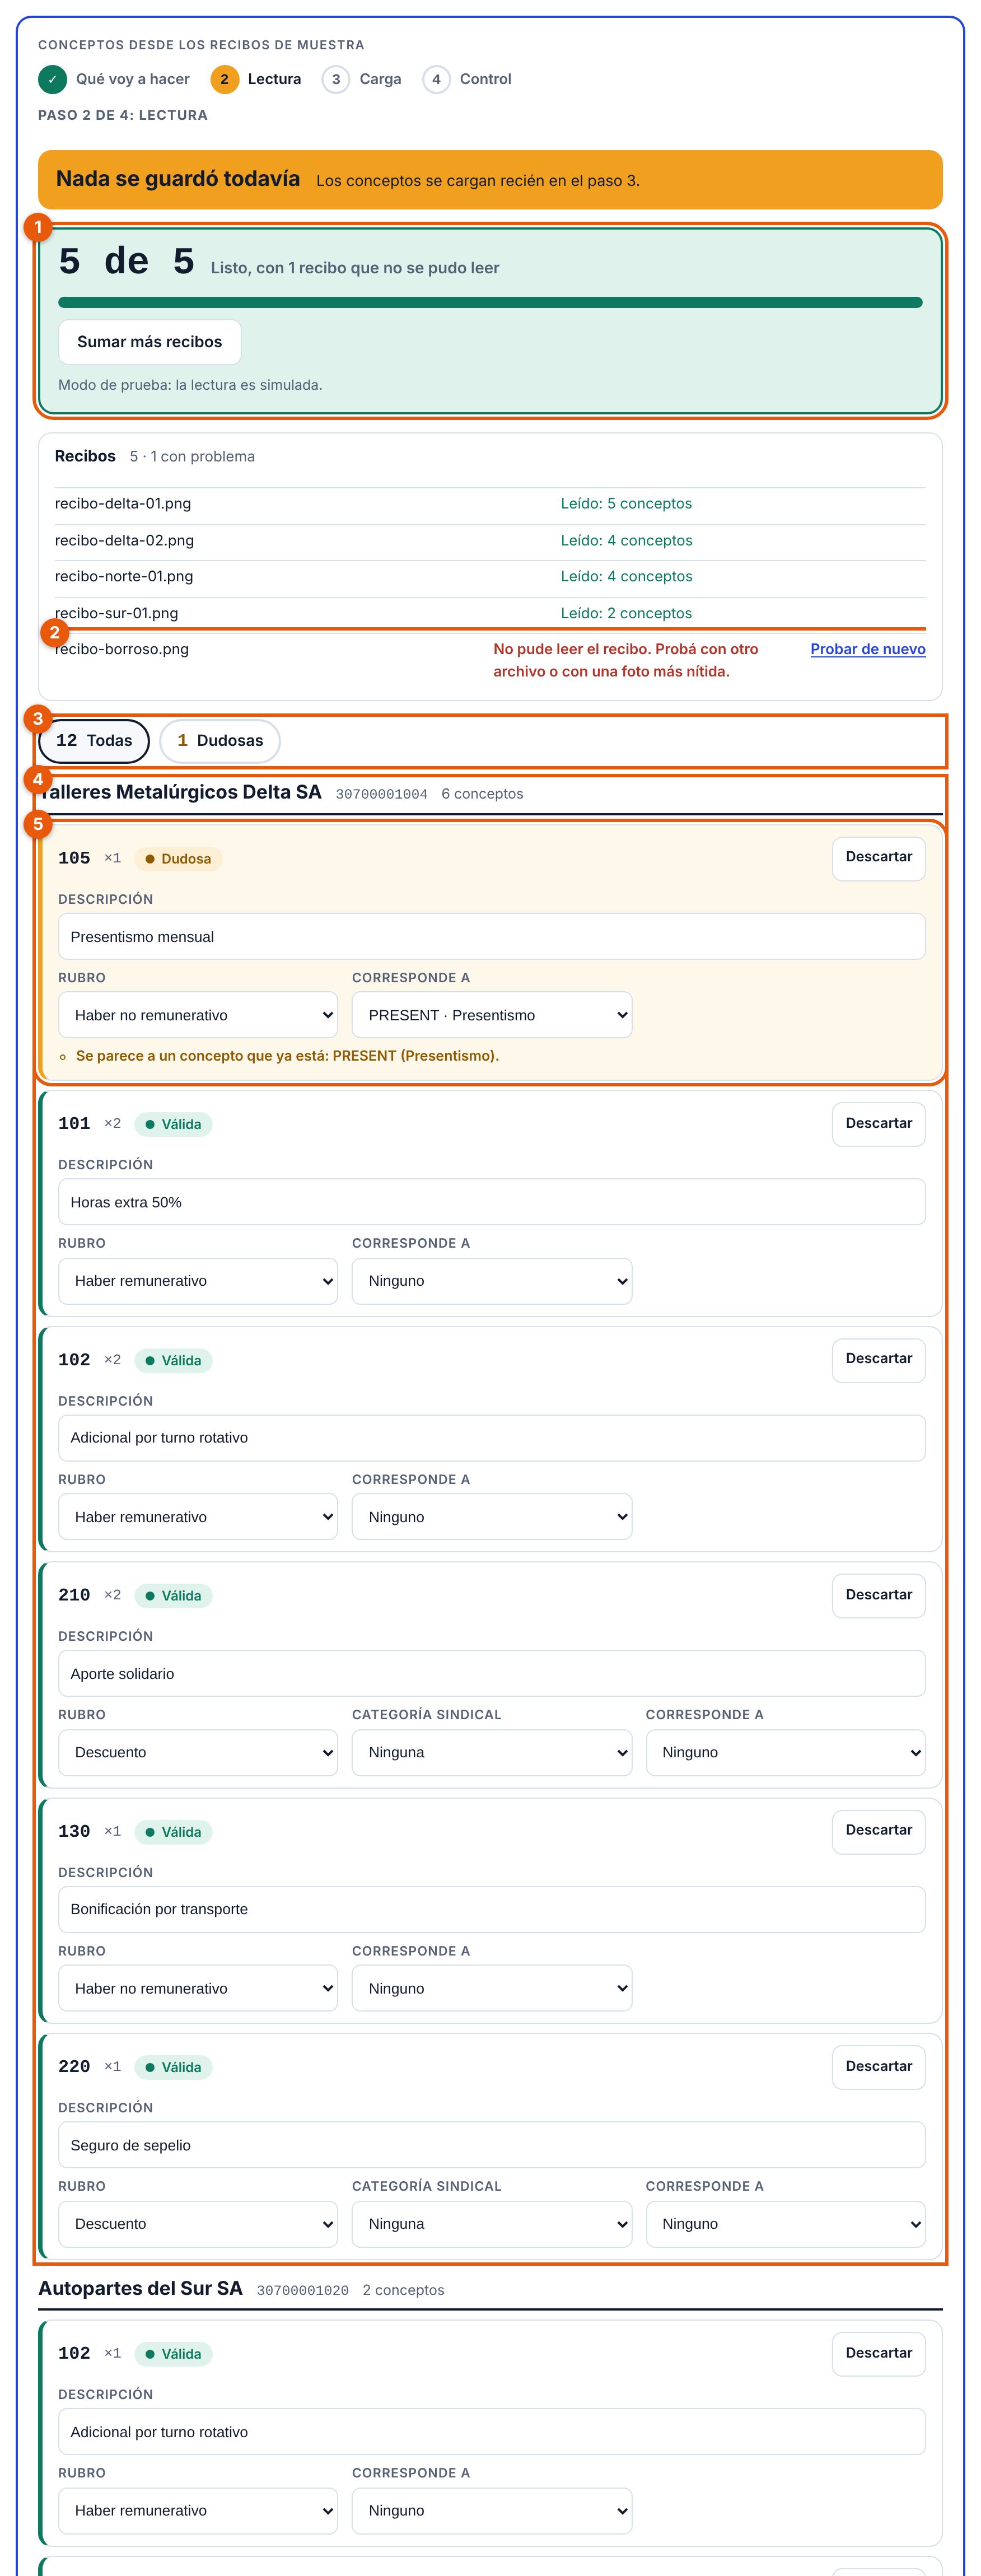 CONCEPTOS DESDE LOS RECIBOS DE MUESTRA
✓ Qué voy a hacer 2 Lectura 3 Carga 4 Control
PASO 2 DE 4: LECTURA
Nada se guardó todavía Los conceptos se cargan recién en el paso 3.
1
5 de 5 Listo, con 1 recibo que no se pudo leer
Sumar más recibos
Modo de prueba: la lectura es simulada.
Recibos 5 · 1 con problema
recibo-delta-01.png Leído: 5 conceptos
recibo-delta-02.png Leído: 4 conceptos
recibo-norte-01.png Leído: 4 conceptos
recibo-sur-01.png Leído: 2 conceptos
2
recibo-borroso.png No pude leer el recibo. Probá con otro Probar de nuevo
archivo o con una foto más nítida.
3
12 Todas 1 Dudosas
4
Talleres Metalúrgicos Delta SA 30700001004 6 conceptos
5
105 ×1 Dudosa Descartar
DESCRIPCIÓN
Presentismo mensual
RUBRO CORRESPONDE A
Haber no remunerativo PRESENT · Presentismo
Se parece a un concepto que ya está: PRESENT (Presentismo).
101 ×2 Válida Descartar
DESCRIPCIÓN
Horas extra 50%
RUBRO CORRESPONDE A
Haber remunerativo Ninguno
102 ×2 Válida Descartar
DESCRIPCIÓN
Adicional por turno rotativo
RUBRO CORRESPONDE A
Haber remunerativo Ninguno
210 ×2 Válida Descartar
DESCRIPCIÓN
Aporte solidario
RUBRO CATEGORÍA SINDICAL CORRESPONDE A
Descuento Ninguna Ninguno
130 ×1 Válida Descartar
DESCRIPCIÓN
Bonificación por transporte
RUBRO CORRESPONDE A
Haber no remunerativo Ninguno
220 ×1 Válida Descartar
DESCRIPCIÓN
Seguro de sepelio
RUBRO CATEGORÍA SINDICAL CORRESPONDE A
Descuento Ninguna Ninguno
Autopartes del Sur SA 30700001020 2 conceptos
102 ×1 Válida Descartar
DESCRIPCIÓN
Adicional por turno rotativo
RUBRO CORRESPONDE A
Haber remunerativo Ninguno